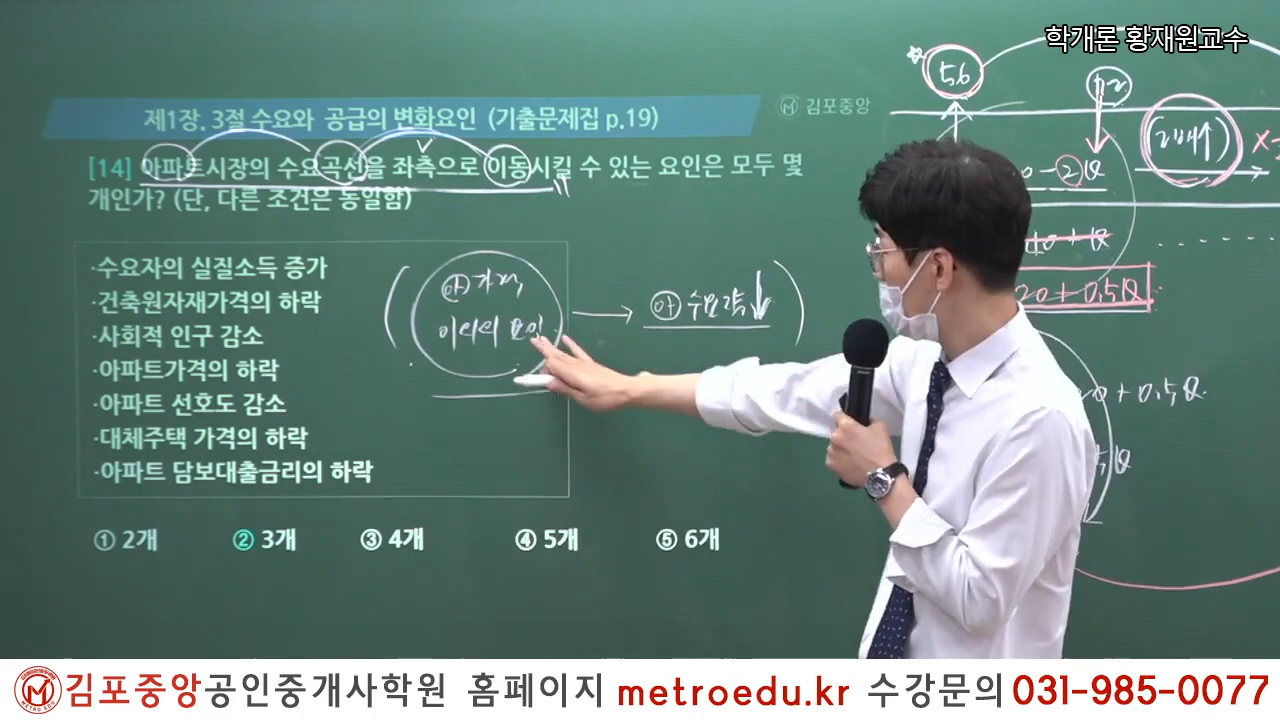 학개론 황재원교수
제1장. 3절 수요와 공급의 변화요인 (기출문제집 p.19)
김포중앙
[14] 아파트시장의 수요곡선을 좌측으로 이동시킬 수 있는 요인은 모두 몇
개인가? (단, 다른 조건은 동일함)
·수요자의 실질소득 증가
·건축원자재가격의 하락
·사회적 인구 감소
·아파트가격의 하락
·아파트 선호도 감소
·대체주택 가격의 하락
·아파트 담보대출금리의 하락
아 가격
이외의 요인
아 수요량↓
① 2개 ② 3개 ③ 4개 ④ 5개 ⑤ 6개
56
(2배↑)
20 + 0.5Q
+ 0.5Q
김포중앙공인중개사학원 홈페이지 metroedu.kr 수강문의 031-985-0077